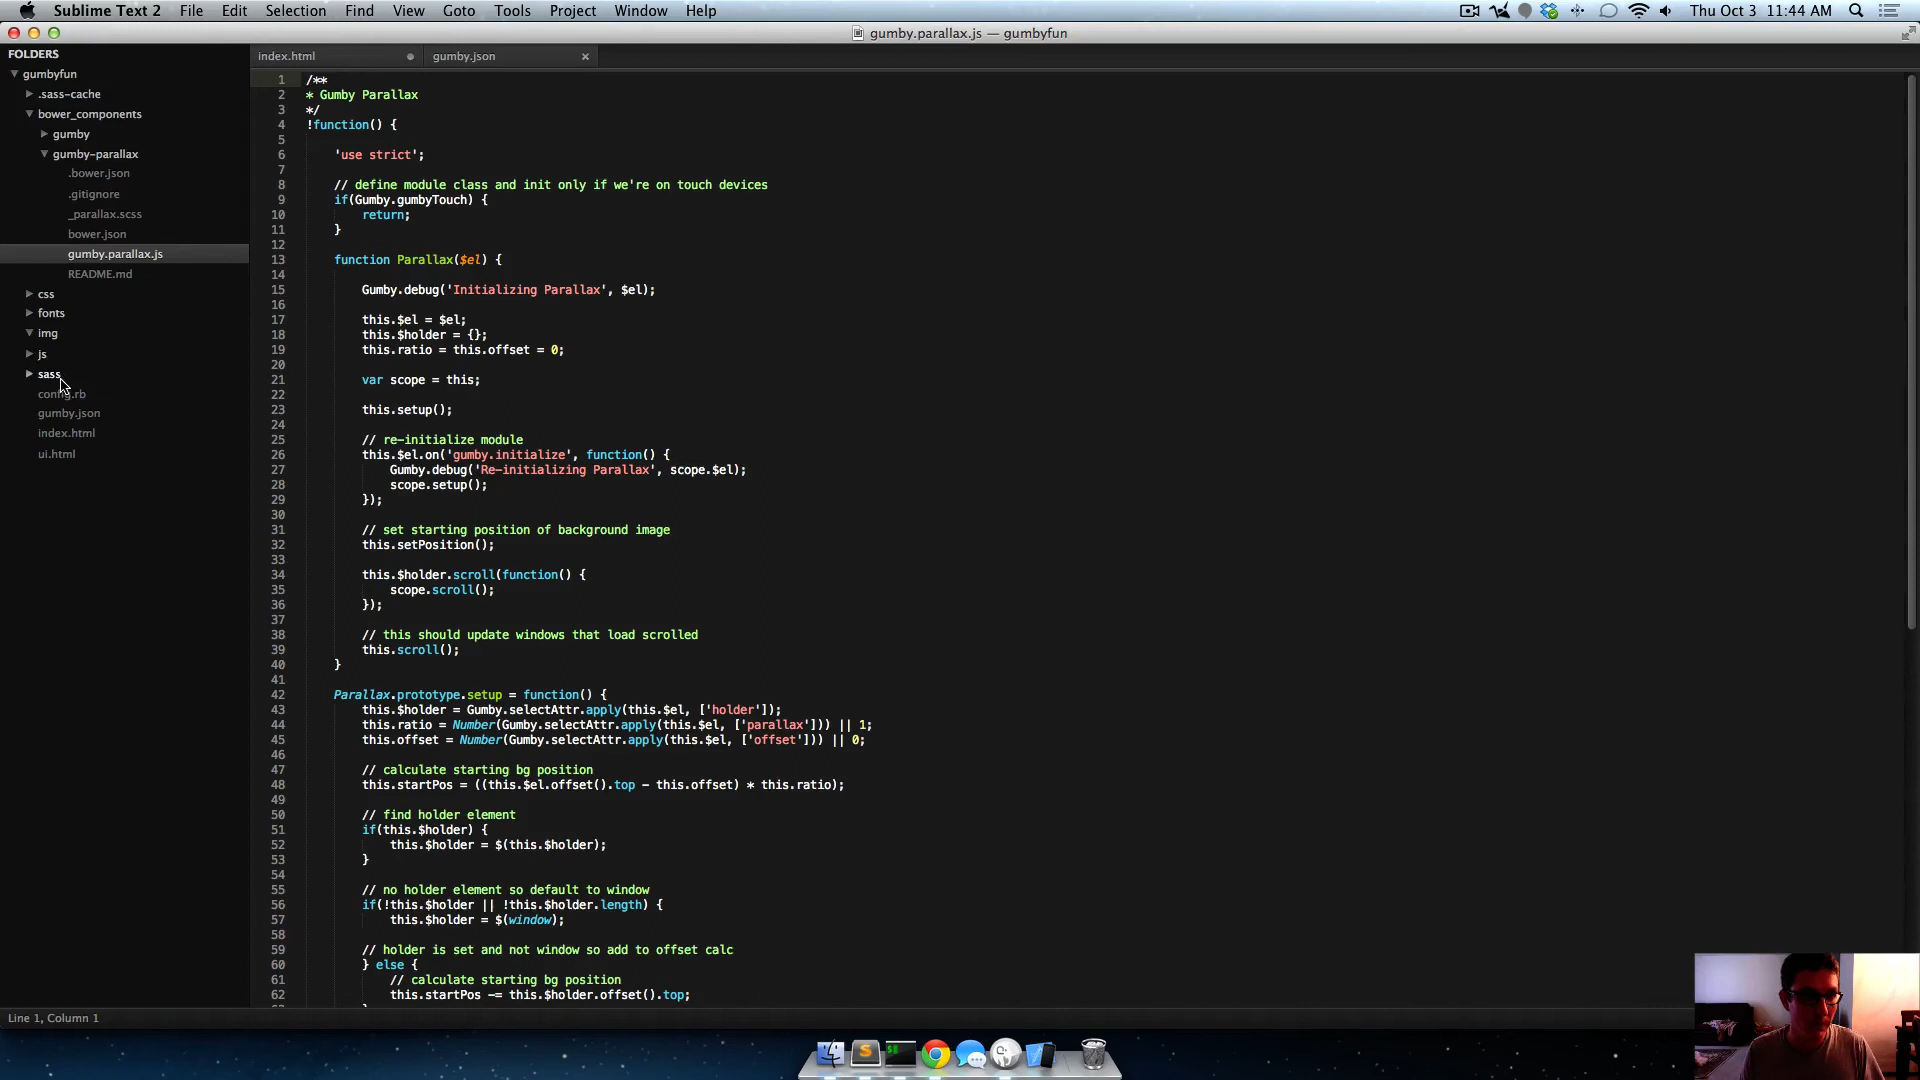 Sublime Text 2 File Edit Selection Find View Goto Tools Project Window Help Thu Oct 3 11:44 AM
gumby.parallax.js — gumbyfun
FOLDERS
gumbyfun
.sass-cache
bower_components
gumby
gumby-parallax
.bower.json
.gitignore
_parallax.scss
bower.json
gumby.parallax.js
README.md
css
fonts
img
js
sass
config.rb
gumby.json
index.html
ui.html
index.html gumby.json
1 /**
2 * Gumby Parallax
3 */
4 !function() {
5
6 'use strict';
7
8 // define module class and init only if we're on touch devices
9 if(Gumby.gumbyTouch) {
10 return;
11 }
12
13 function Parallax($el) {
14
15 Gumby.debug('Initializing Parallax', $el);
16
17 this.$el = $el;
18 this.$holder = {};
19 this.ratio = this.offset = 0;
20
21 var scope = this;
22
23 this.setup();
24
25 // re-initialize module
26 this.$el.on('gumby.initialize', function() {
27 Gumby.debug('Re-initializing Parallax', scope.$el);
28 scope.setup();
29 });
30
31 // set starting position of background image
32 this.setPosition();
33
34 this.$holder.scroll(function() {
35 scope.scroll();
36 });
37
38 // this should update windows that load scrolled
39 this.scroll();
40 }
41
42 Parallax.prototype.setup = function() {
43 this.$holder = Gumby.selectAttr.apply(this.$el, ['holder']);
44 this.ratio = Number(Gumby.selectAttr.apply(this.$el, ['parallax'])) || 1;
45 this.offset = Number(Gumby.selectAttr.apply(this.$el, ['offset'])) || 0;
46
47 // calculate starting bg position
48 this.startPos = ((this.$el.offset().top - this.offset) * this.ratio);
49
50 // find holder element
51 if(this.$holder) {
52 this.$holder = $(this.$holder);
53 }
54
55 // no holder element so default to window
56 if(!this.$holder || !this.$holder.length) {
57 this.$holder = $(window);
58
59 // holder is set and not window so add to offset calc
60 } else {
61 // calculate starting bg position
62 this.startPos -= this.$holder.offset().top;
Line 1, Column 1